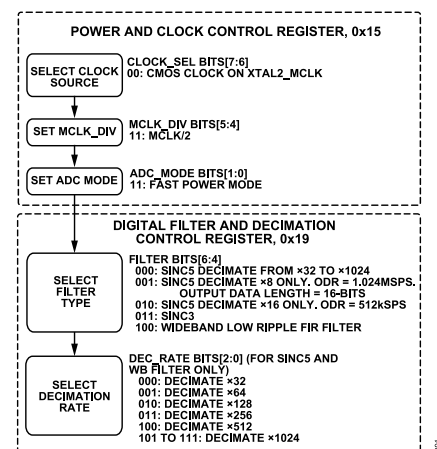 POWER AND CLOCK CONTROL REGISTER, 0x15
SELECT CLOCK
SOURCE
CLOCK_SEL BITS[7:6]
00: CMOS CLOCK ON XTAL2_MCLK
SET MCLK_DIV
MCLK_DIV BITS[5:4]
11: MCLK/2
SET ADC MODE
ADC_MODE BITS[1:0]
11: FAST POWER MODE
DIGITAL FILTER AND DECIMATION
CONTROL REGISTER, 0x19
SELECT
FILTER
TYPE
FILTER BITS[6:4]
000: SINC5 DECIMATE FROM ×32 TO ×1024
001: SINC5 DECIMATE ×8 ONLY. ODR = 1.024MSPS.
OUTPUT DATA LENGTH = 16-BITS
010: SINC5 DECIMATE ×16 ONLY. ODR = 512kSPS
011: SINC3
100: WIDEBAND LOW RIPPLE FIR FILTER
SELECT
DECIMATION
RATE
DEC_RATE BITS[2:0] (FOR SINC5 AND
WB FILTER ONLY)
000: DECIMATE ×32
001: DECIMATE ×64
010: DECIMATE ×128
011: DECIMATE ×256
100: DECIMATE ×512
101 TO 111: DECIMATE ×1024